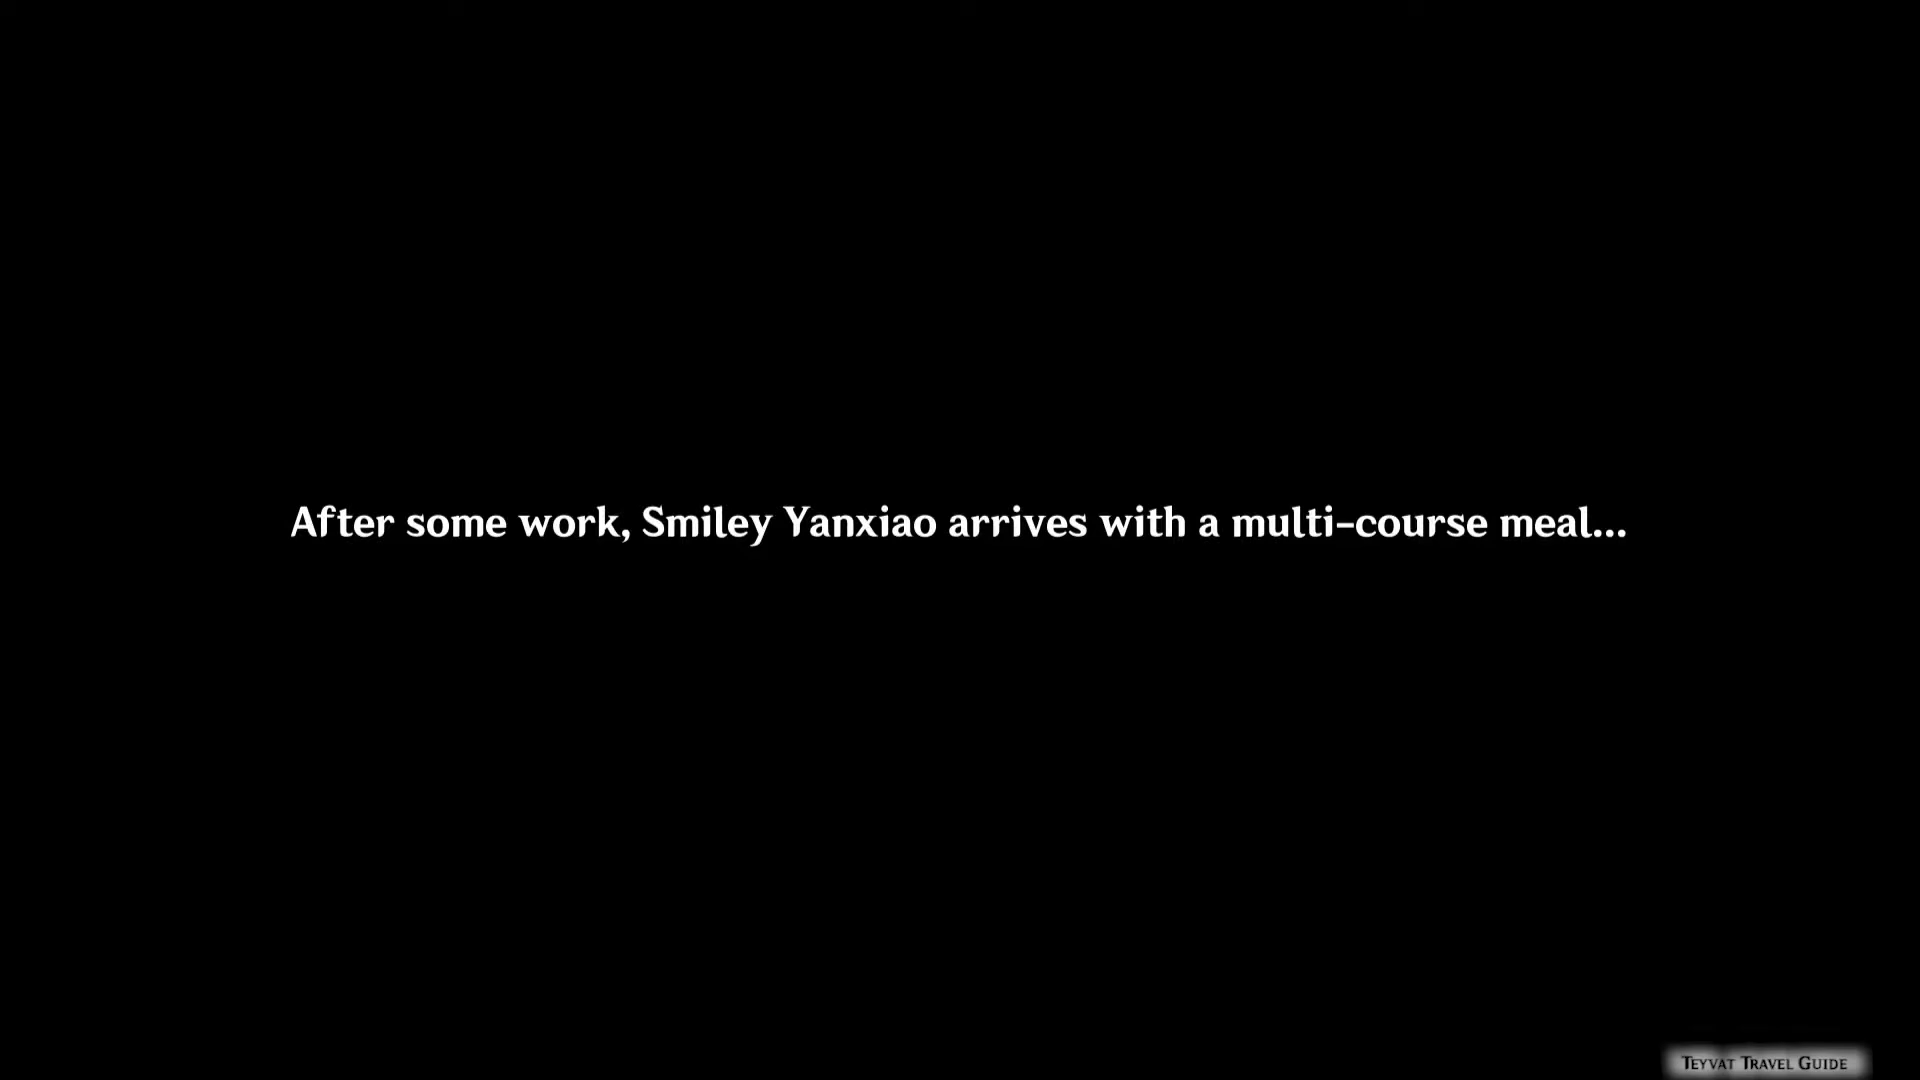 After some work, Smiley Yanxiao arrives with a multi-course meal...
Teyvat Travel Guide